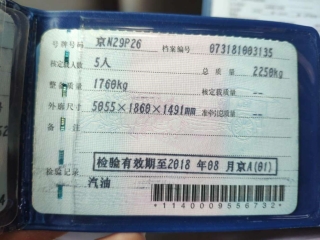 号牌号码 京N29P26 档案编号 073181003135
核定载人数 5人 总质量 2250kg
整备质量 1760kg 核定载质量 --
外廓尺寸 5055×1860×1491mm 准牵引总质量 --
备注
检验有效期至2018年08月京A(01)
检验记录
汽油
*1140009556732*